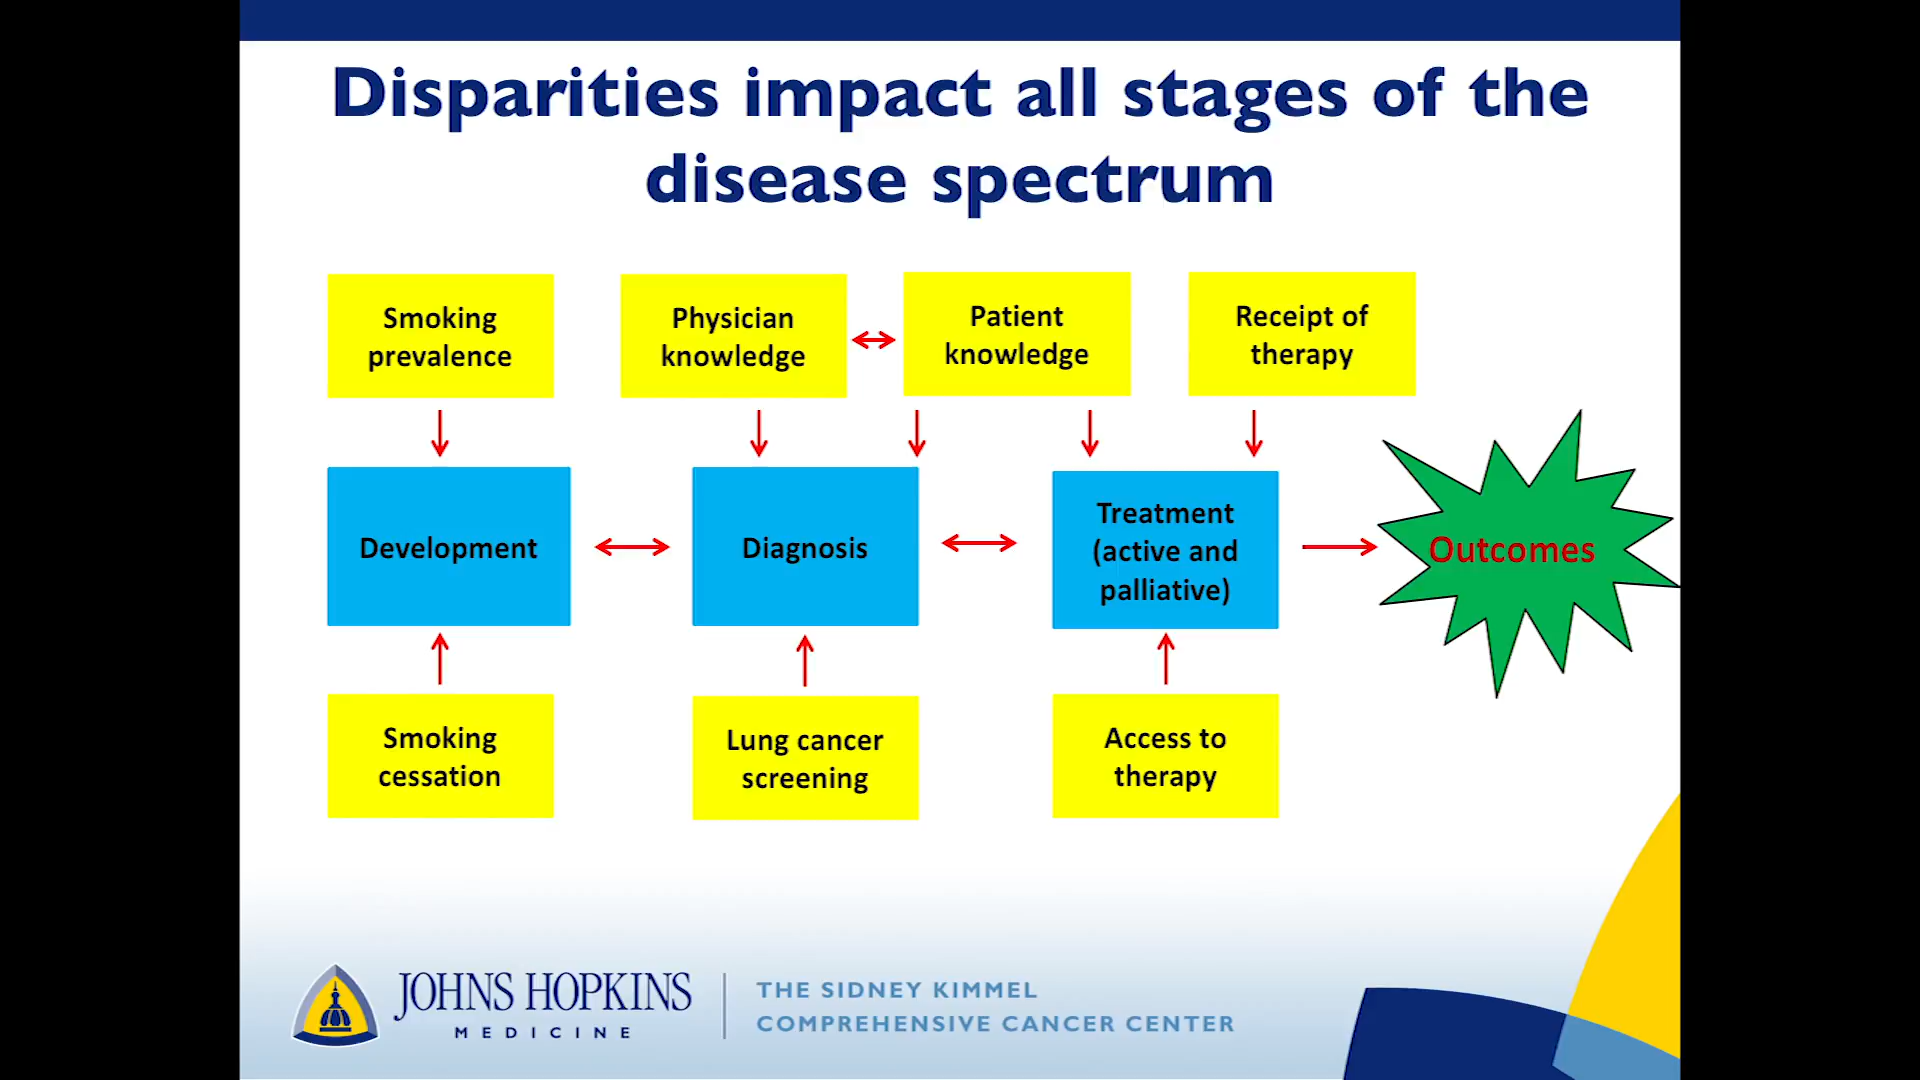 Disparities impact all stages of the
disease spectrum
Smoking
prevalence
Physician
knowledge
Patient
knowledge
Receipt of
therapy
Development
Diagnosis
Treatment
(active and
palliative)
Outcomes
Smoking
cessation
Lung cancer
screening
Access to
therapy
JOHNS HOPKINS
MEDICINE
THE SIDNEY KIMMEL
COMPREHENSIVE CANCER CENTER